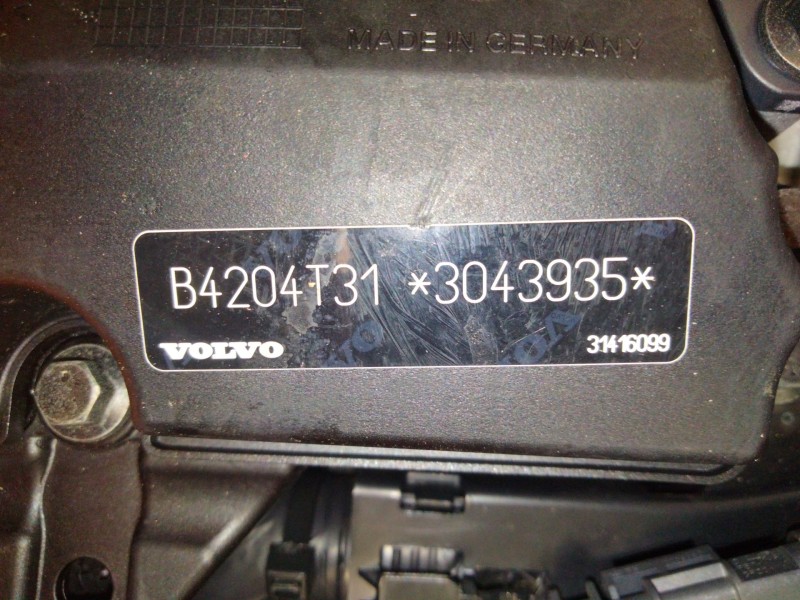 MADE IN GERMANY
B4204T31 *3043935*
VOLVO 31416099